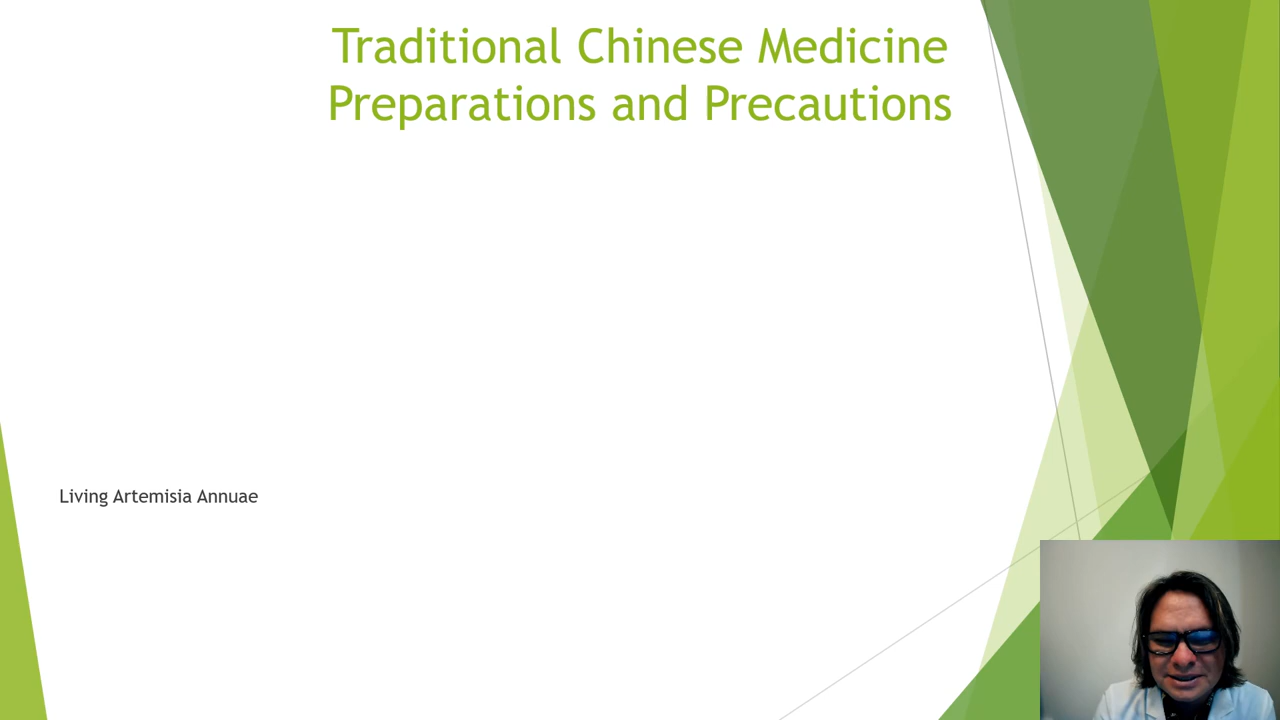 Traditional Chinese Medicine
Preparations and Precautions
Living Artemisia Annuae